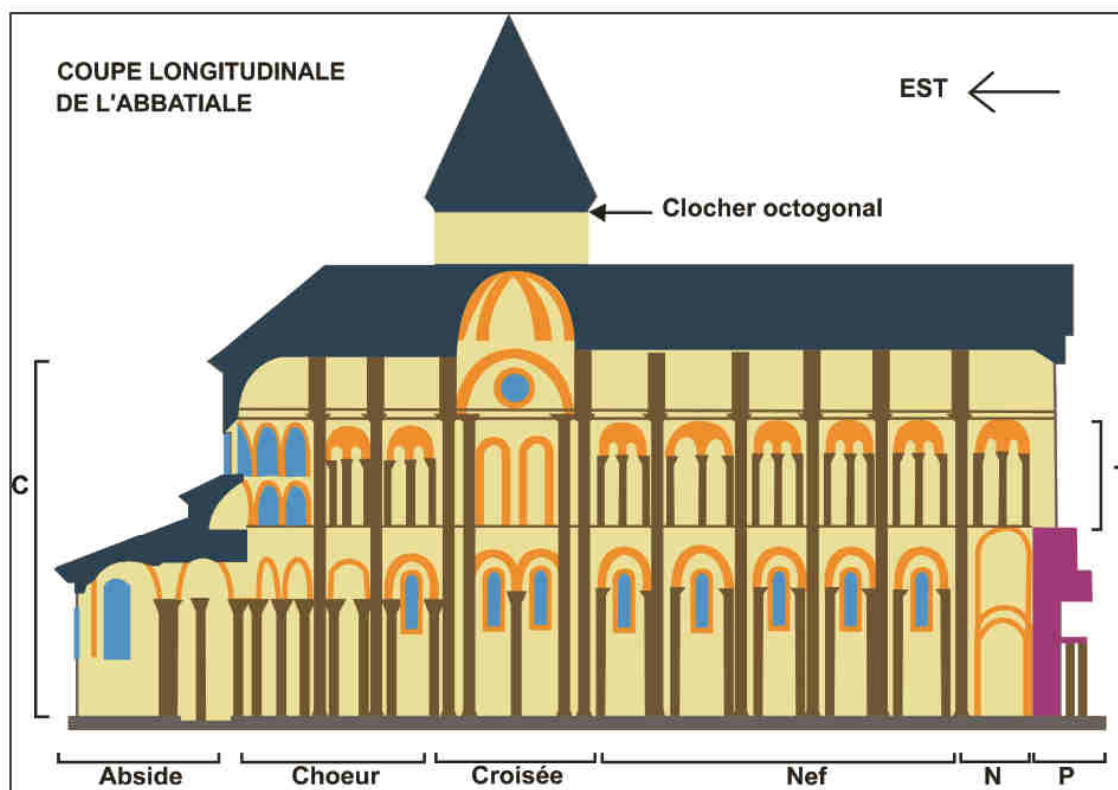 COUPE LONGITUDINALE
DE L'ABBATIALE
EST
Clocher octogonal
C
Abside
Choeur
Croisée
Nef
N
P